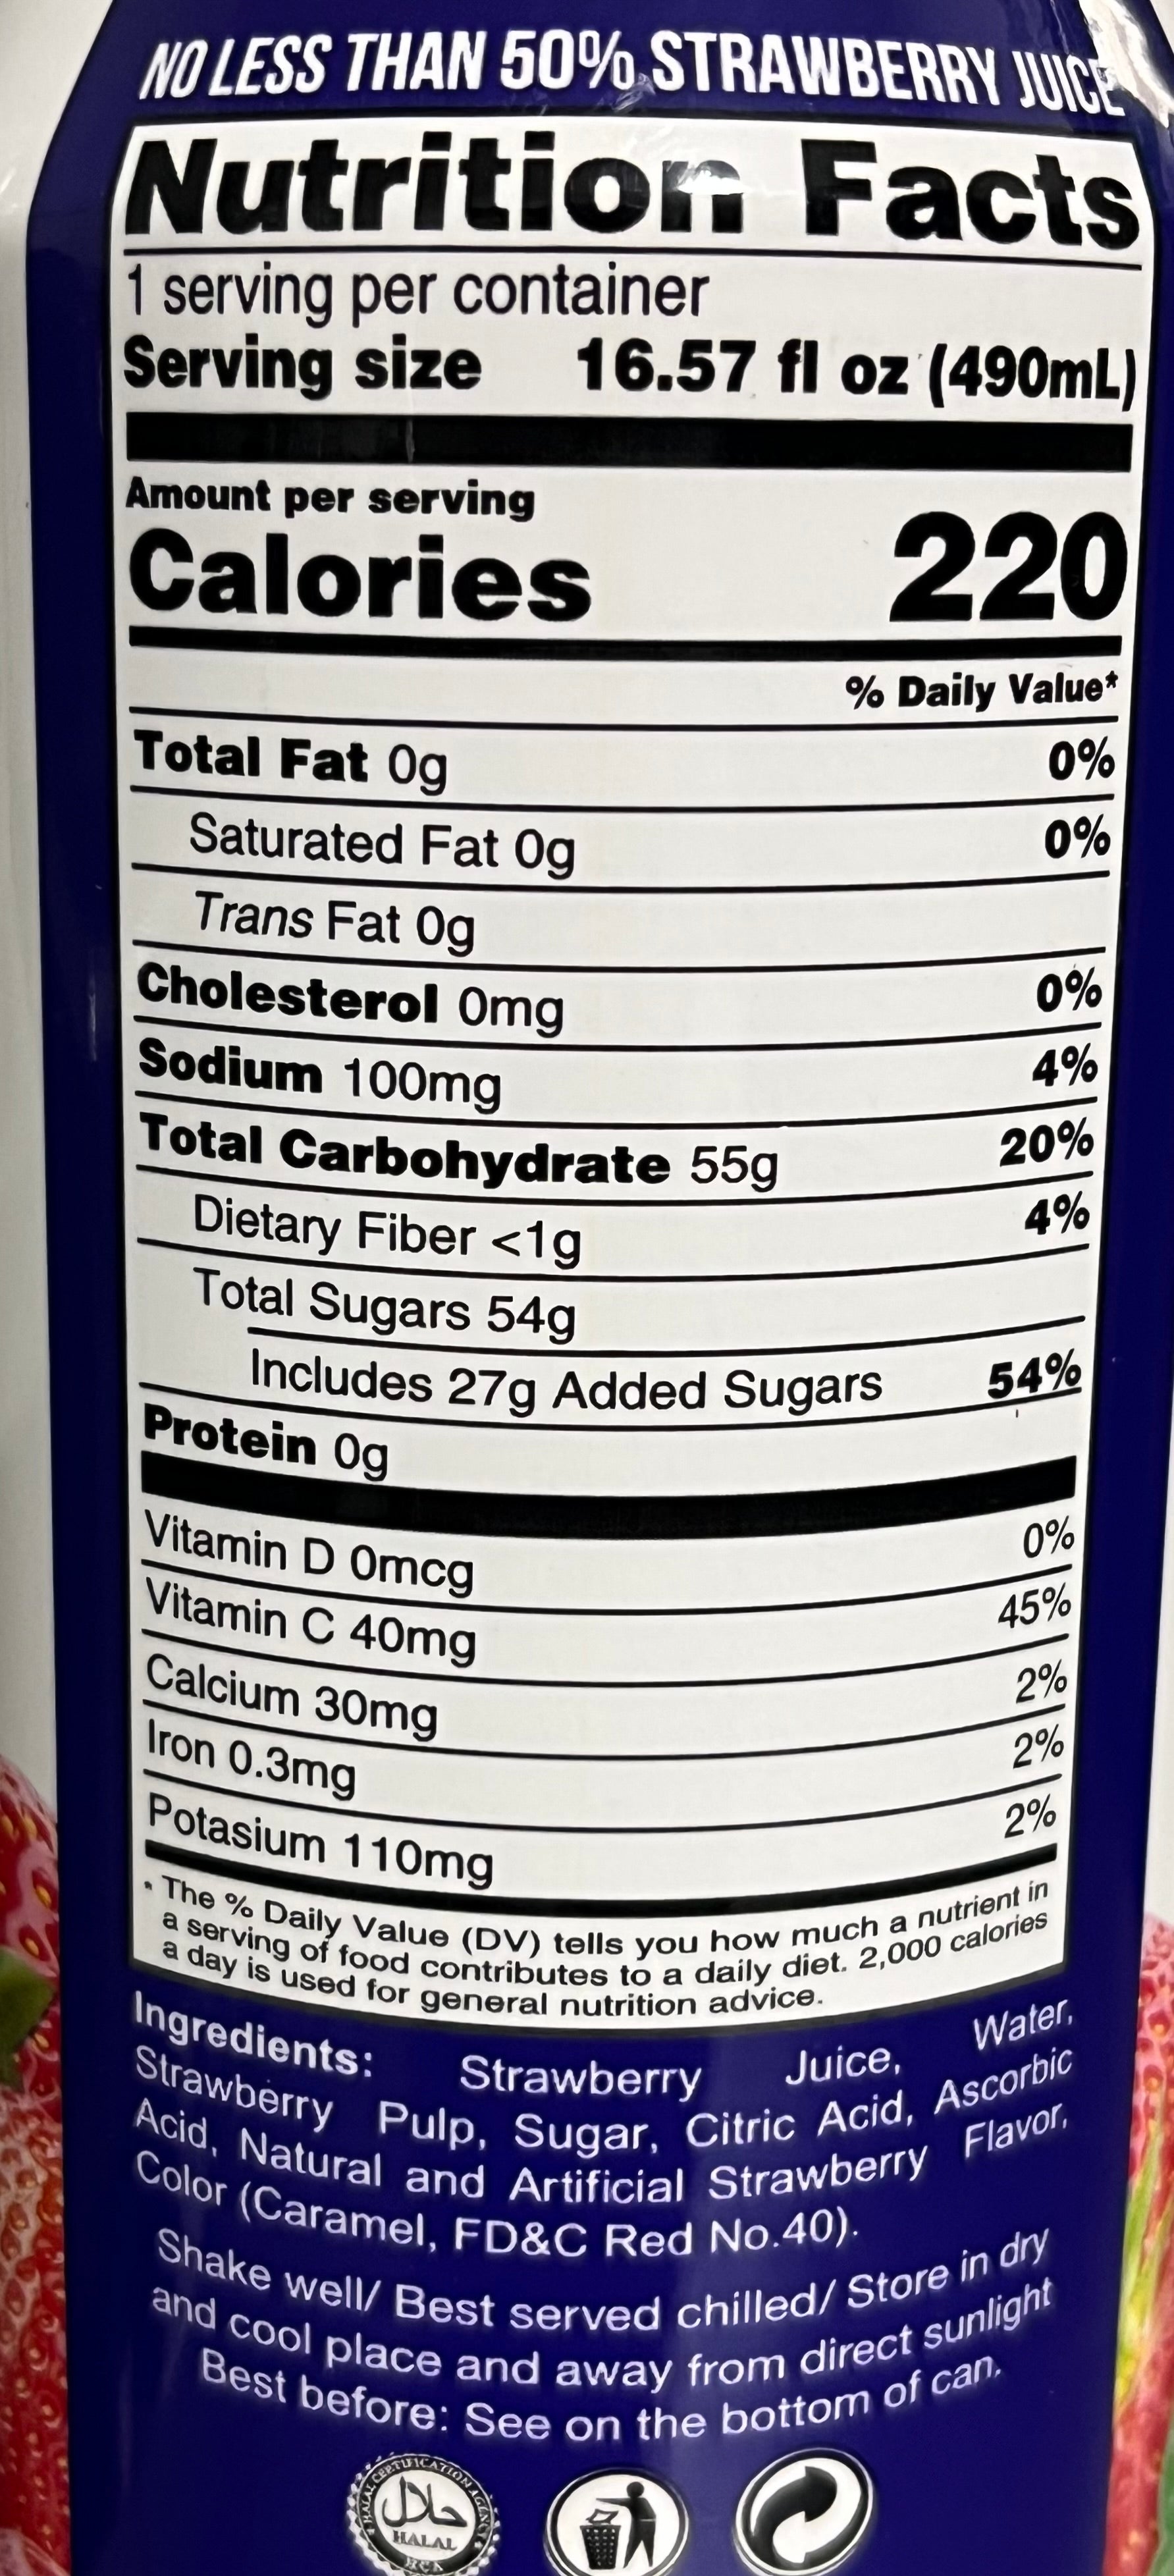 NO LESS THAN 50% STRAWBERRY JUICE
Nutrition Facts
1 serving per container
Serving size 16.57 fl oz (490mL)
Amount per serving
Calories 220
% Daily Value*
Total Fat 0g 0%
Saturated Fat 0g 0%
Trans Fat 0g
Cholesterol 0mg 0%
Sodium 100mg 4%
Total Carbohydrate 55g 20%
Dietary Fiber <1g 4%
Total Sugars 54g
Includes 27g Added Sugars 54%
Protein 0g
Vitamin D 0mcg 0%
Vitamin C 40mg 45%
Calcium 30mg 2%
Iron 0.3mg 2%
Potasium 110mg 2%
* The % Daily Value (DV) tells you how much a nutrient in
a serving of food contributes to a daily diet. 2,000 calories
a day is used for general nutrition advice.
Ingredients: Strawberry Juice, Water,
Strawberry Pulp, Sugar, Citric Acid, Ascorbic
Acid, Natural and Artificial Strawberry Flavor,
Color (Caramel, FD&C Red No.40).
Shake well/ Best served chilled/ Store in dry
and cool place and away from direct sunlight
Best before: See on the bottom of can.
HALAL CERTIFICATION AGENCY
حلال
HALAL
HCA